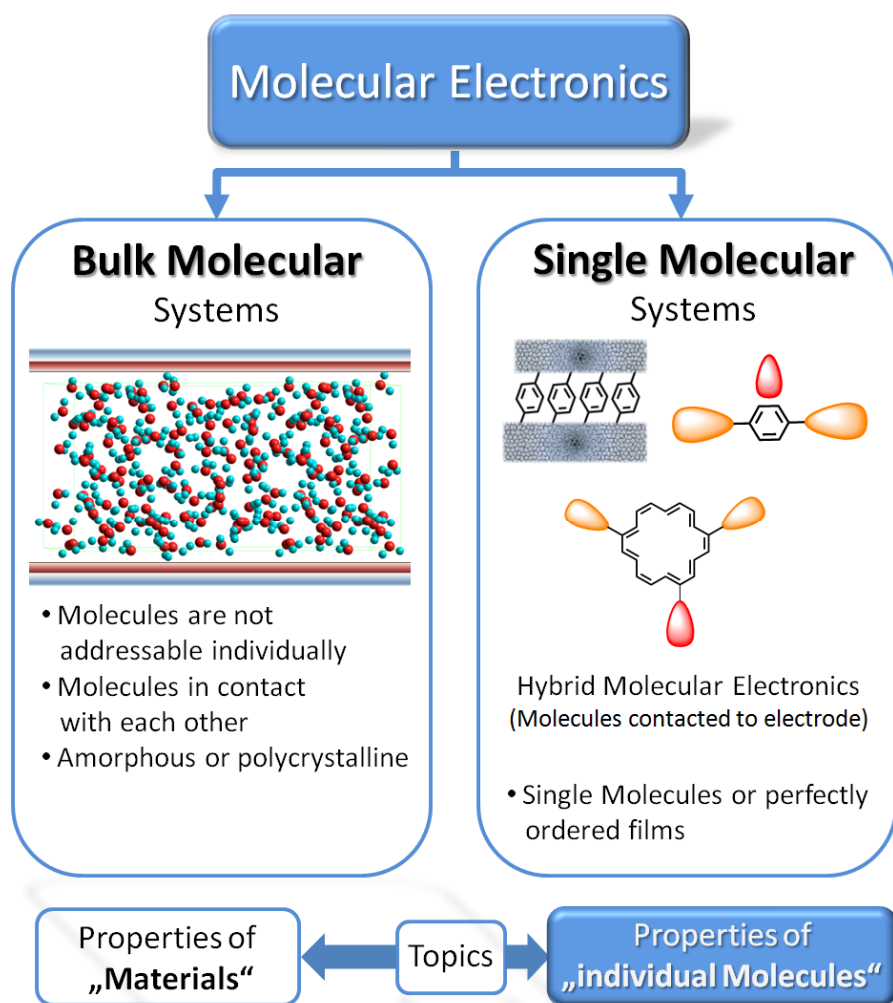 Molecular Electronics
Bulk Molecular
Systems
• Molecules are not
addressable individually
• Molecules in contact
with each other
• Amorphous or polycrystalline
Single Molecular
Systems
Hybrid Molecular Electronics
(Molecules contacted to electrode)
• Single Molecules or perfectly
ordered films
Properties of
„Materials“
Topics
Properties of
„individual Molecules“